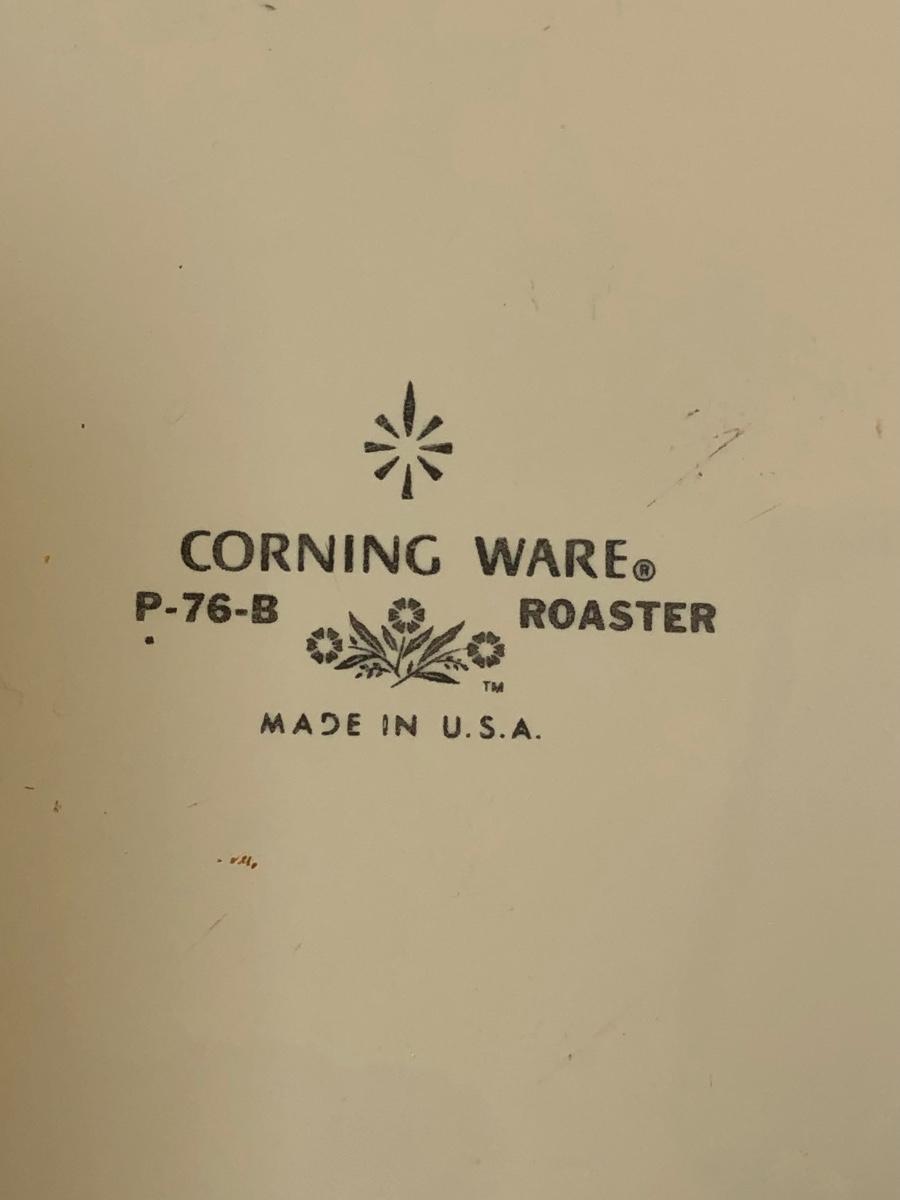 CORNING WARE®
P-76-B ROASTER
TM
MADE IN U.S.A.